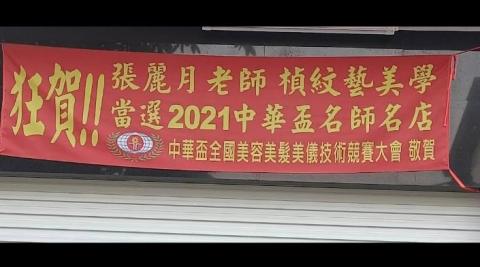 狂賀!!
張麗月老師 楨紋藝美學
當選2021中華盃名師名店
中華盃全國美容美髮美儀技術競賽大會 敬賀